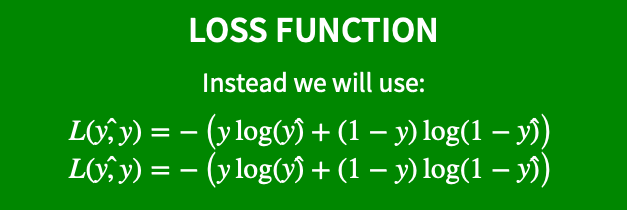 LOSS FUNCTION
Instead we will use:
L(ŷ, y) = − (y log(ŷ) + (1 − y) log(1 − ŷ))
L(ŷ, y) = − (y log(ŷ) + (1 − y) log(1 − ŷ))